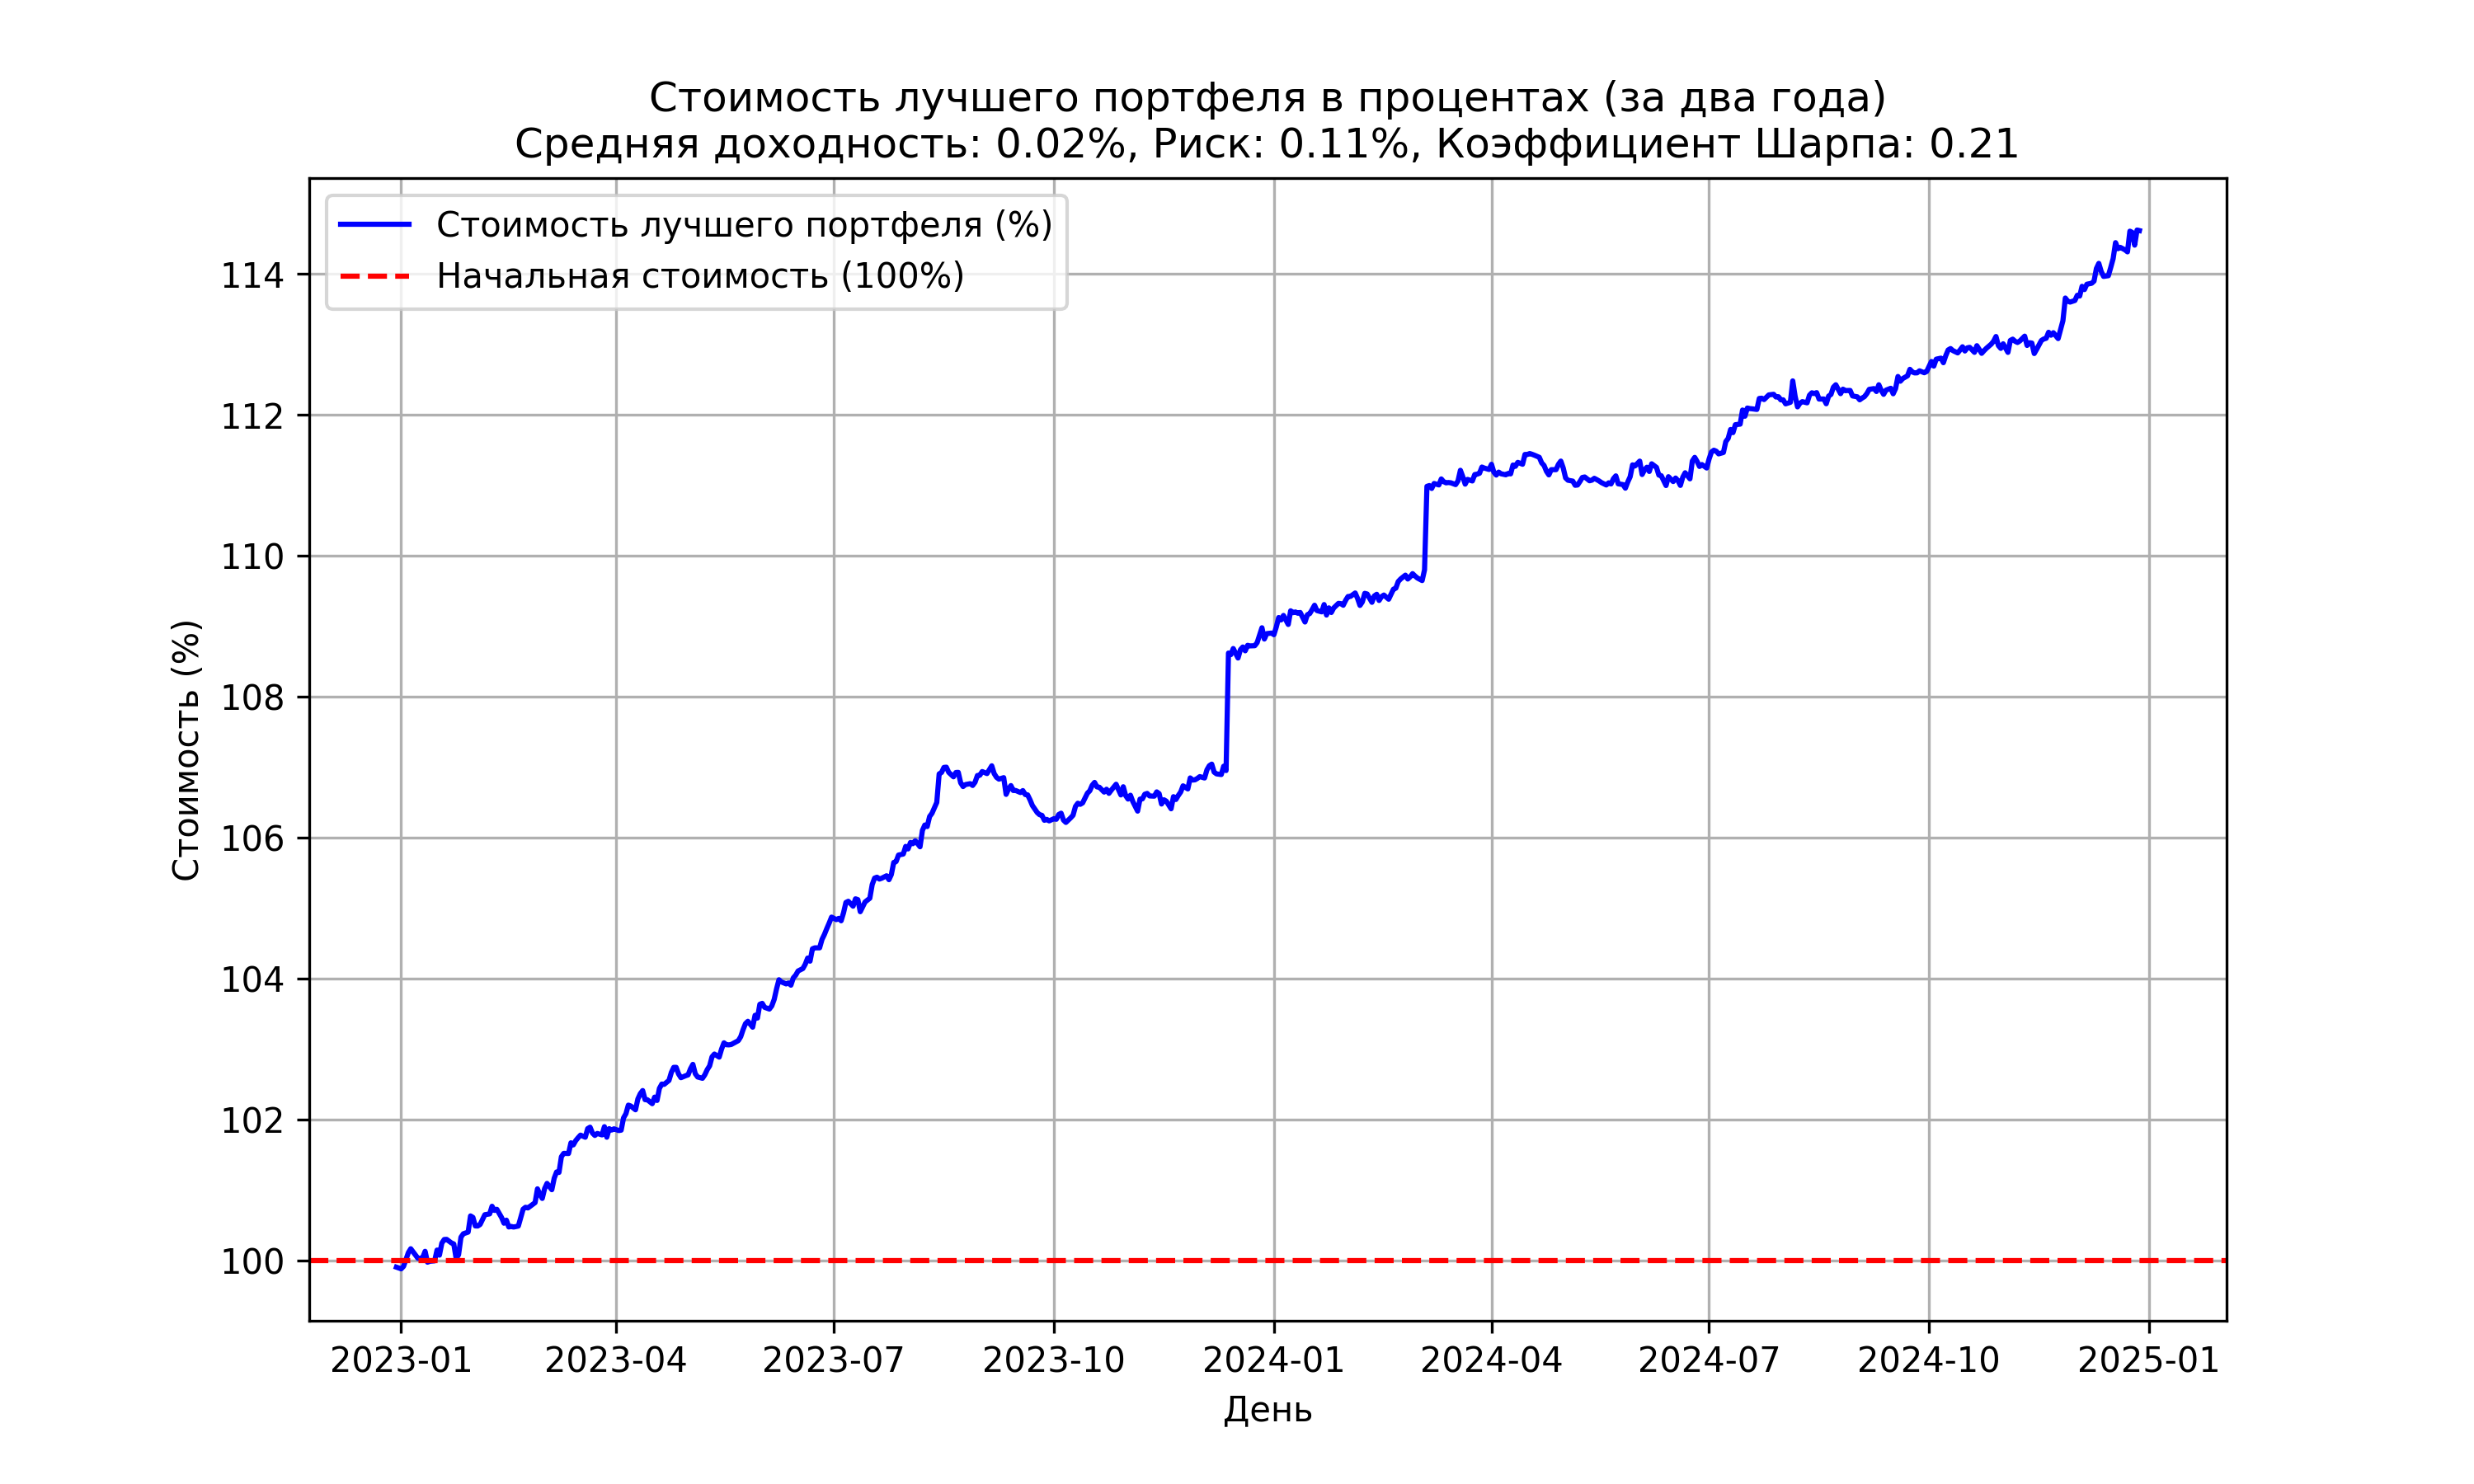 Стоимость лучшего портфеля в процентах (за два года)
Средняя доходность: 0.02%, Риск: 0.11%, Коэффициент Шарпа: 0.21
Стоимость лучшего портфеля (%)
Начальная стоимость (100%)
Стоимость (%)
114
112
110
108
106
104
102
100
2023-01
2023-04
2023-07
2023-10
2024-01
2024-04
2024-07
2024-10
2025-01
День